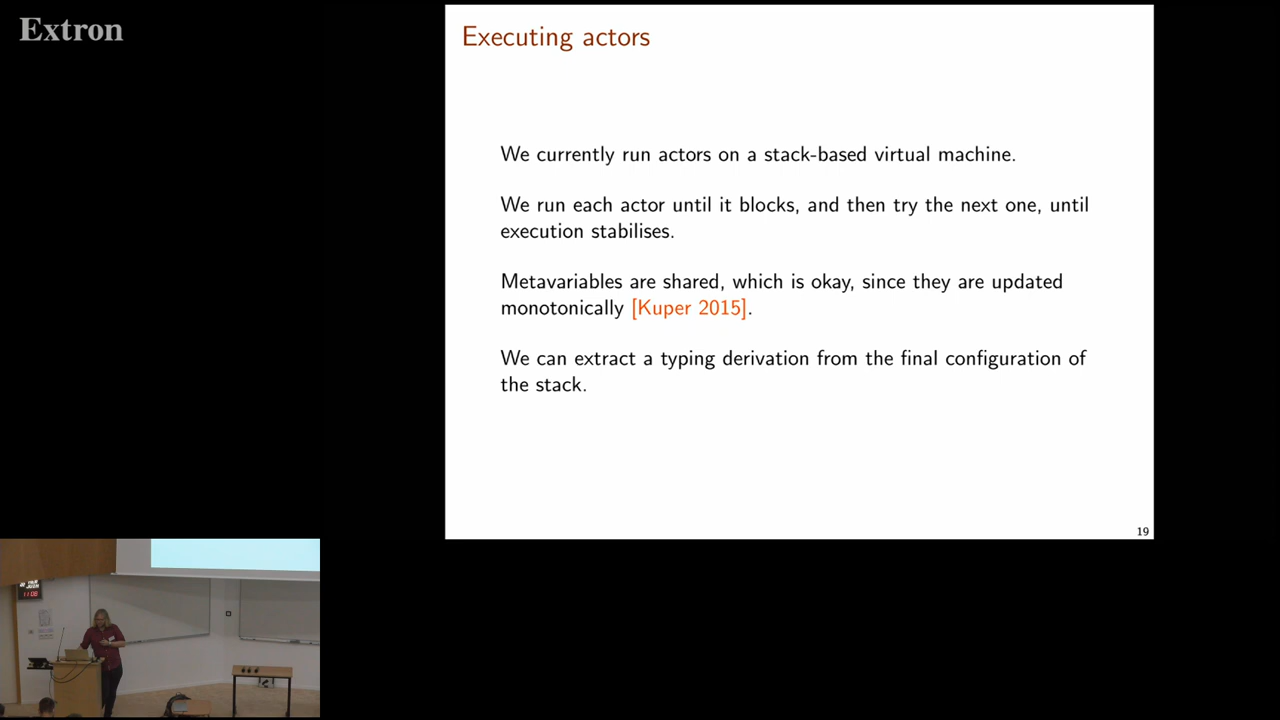 Extron
Executing actors
We currently run actors on a stack-based virtual machine.
We run each actor until it blocks, and then try the next one, until
execution stabilises.
Metavariables are shared, which is okay, since they are updated
monotonically [Kuper 2015].
We can extract a typing derivation from the final configuration of
the stack.
19